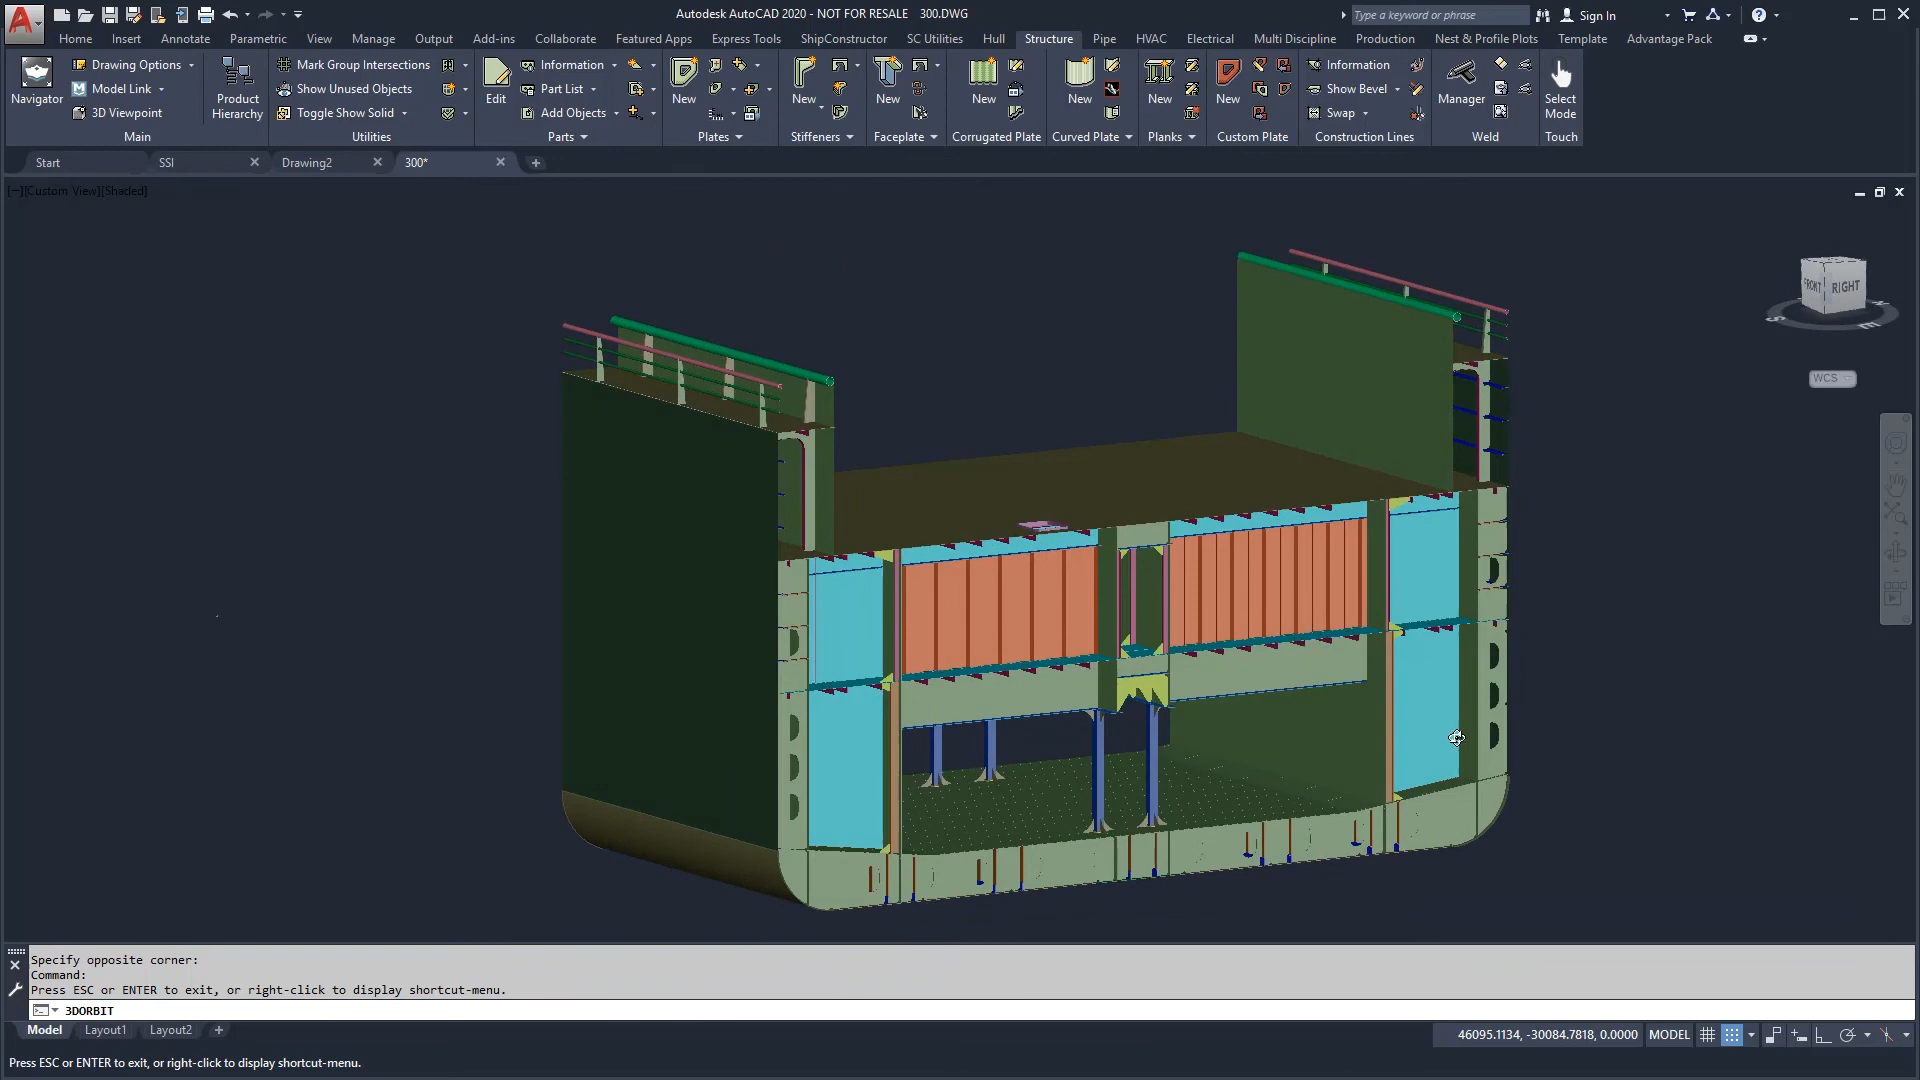 Autodesk AutoCAD 2020 - NOT FOR RESALE 300.DWG
Type a keyword or phrase
Sign In
Home Insert Annotate Parametric View Manage Output Add-ins Collaborate Featured Apps Express Tools ShipConstructor SC Utilities Hull Structure Pipe HVAC Electrical Multi Discipline Production Nest & Profile Plots Template Advantage Pack
Navigator
Drawing Options
Model Link
3D Viewpoint
Main
Product
Hierarchy
Mark Group Intersections
Show Unused Objects
Toggle Show Solid
Utilities
Edit
Information
Part List
Add Objects
Parts
New
Plates
New
Stiffeners
New
Faceplate
New
Corrugated Plate
New
Curved Plate
New
Planks
New
Custom Plate
Information
Show Bevel
Swap
Construction Lines
Manager
Weld
Select
Mode
Touch
Start SSI Drawing2 300*
[−][Custom View][Shaded]
FRONT RIGHT
S E
WCS
Specify opposite corner:
Command:
Press ESC or ENTER to exit, or right-click to display shortcut-menu.
3DORBIT
Model Layout1 Layout2
46095.1134, -30084.7818, 0.0000 MODEL
Press ESC or ENTER to exit, or right-click to display shortcut-menu.